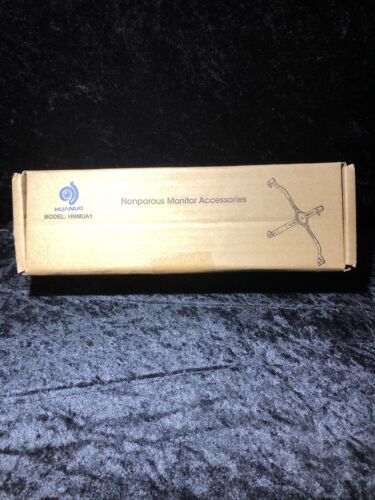 HUANUO
MODEL: HNMUA1
Nonporous Monitor Accessories